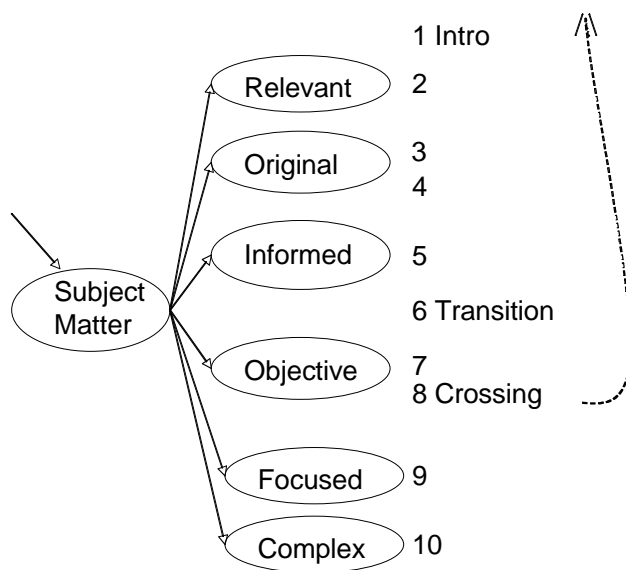 1 Intro
Relevant 2
Original 3
4
Informed 5
Subject
Matter
6 Transition
Objective 7
8 Crossing
Focused 9
Complex 10